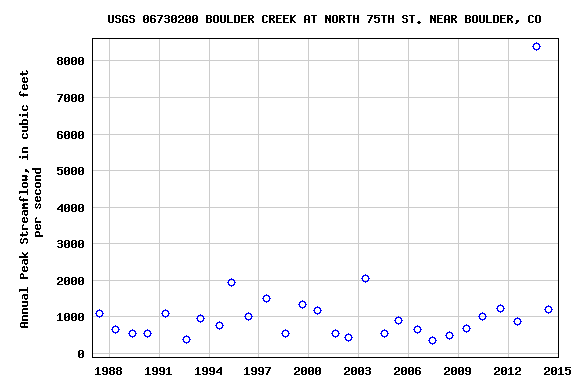 USGS 06730200 BOULDER CREEK AT NORTH 75TH ST. NEAR BOULDER, CO
Annual Peak Streamflow, in cubic feet
per second
8000
7000
6000
5000
4000
3000
2000
1000
0
1988 1991 1994 1997 2000 2003 2006 2009 2012 2015